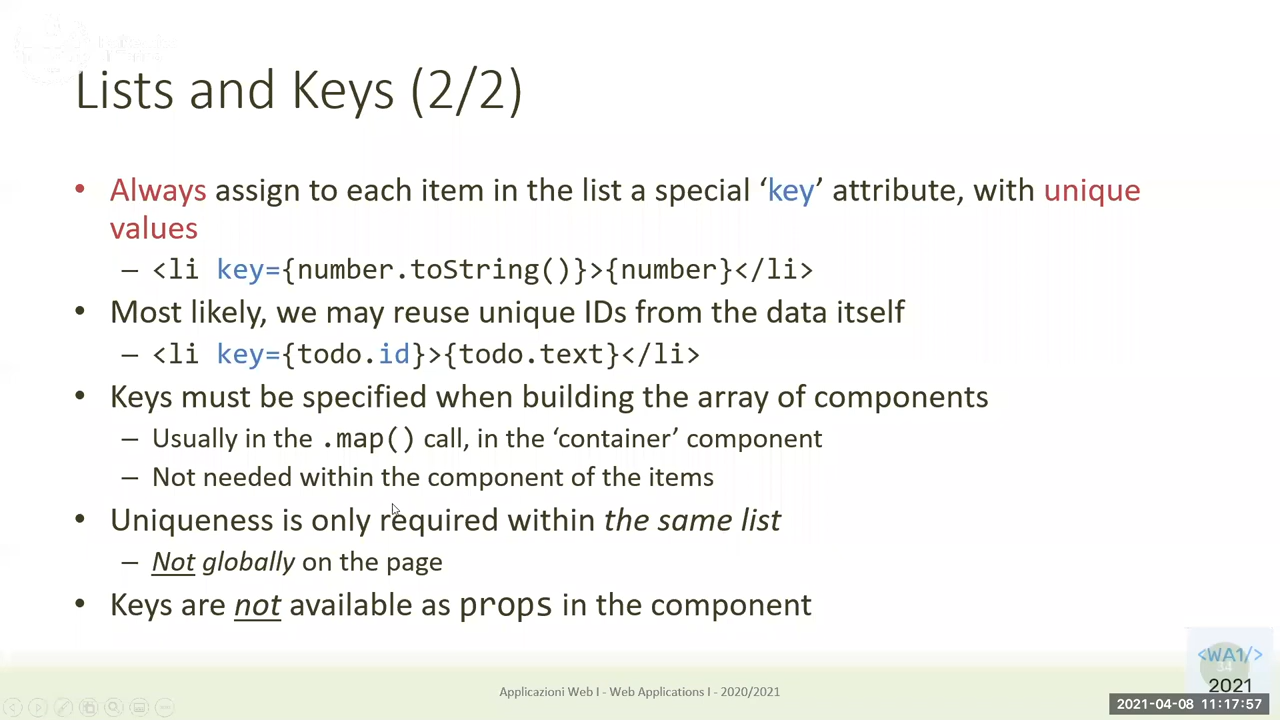 Lists and Keys (2/2)
• Always assign to each item in the list a special ‘key’ attribute, with unique
values
– <li key={number.toString()}>{number}</li>
• Most likely, we may reuse unique IDs from the data itself
– <li key={todo.id}>{todo.text}</li>
• Keys must be specified when building the array of components
– Usually in the .map() call, in the ‘container’ component
– Not needed within the component of the items
• Uniqueness is only required within the same list
– Not globally on the page
• Keys are not available as props in the component
Applicazioni Web I - Web Applications I - 2020/2021
<WA1/>
2021
2021-04-08 11:17:57